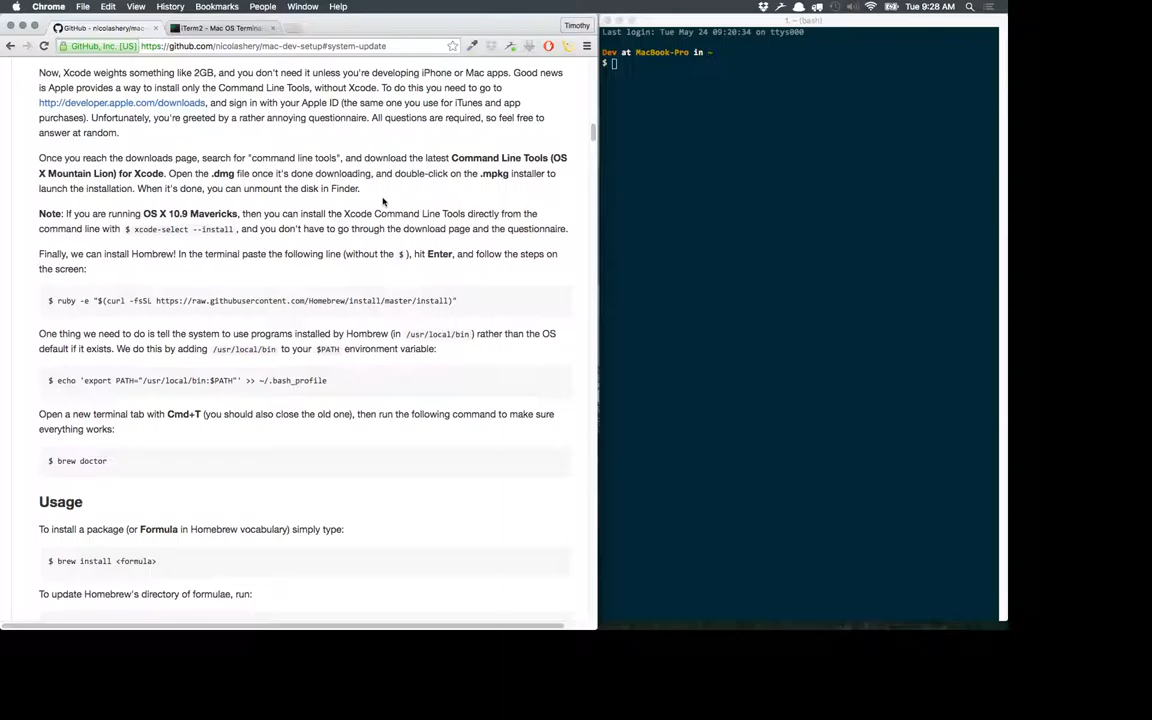 Chrome File Edit View History Bookmarks People Window Help Tue 9:28 AM
GitHub - nicolashery/mac- iTerm2 - Mac OS Termina Timothy
GitHub, Inc. [US] https://github.com/nicolashery/mac-dev-setup#system-update
Now, Xcode weights something like 2GB, and you don't need it unless you're developing iPhone or Mac apps. Good news
is Apple provides a way to install only the Command Line Tools, without Xcode. To do this you need to go to
http://developer.apple.com/downloads, and sign in with your Apple ID (the same one you use for iTunes and app
purchases). Unfortunately, you're greeted by a rather annoying questionnaire. All questions are required, so feel free to
answer at random.
Once you reach the downloads page, search for "command line tools", and download the latest Command Line Tools (OS
X Mountain Lion) for Xcode. Open the .dmg file once it's done downloading, and double-click on the .mpkg installer to
launch the installation. When it's done, you can unmount the disk in Finder.
Note: If you are running OS X 10.9 Mavericks, then you can install the Xcode Command Line Tools directly from the
command line with $ xcode-select --install, and you don't have to go through the download page and the questionnaire.
Finally, we can install Hombrew! In the terminal paste the following line (without the $), hit Enter, and follow the steps on
the screen:
$ ruby -e "$(curl -fsSL https://raw.githubusercontent.com/Homebrew/install/master/install)"
One thing we need to do is tell the system to use programs installed by Hombrew (in /usr/local/bin) rather than the OS
default if it exists. We do this by adding /usr/local/bin to your $PATH environment variable:
$ echo 'export PATH="/usr/local/bin:$PATH"' >> ~/.bash_profile
Open a new terminal tab with Cmd+T (you should also close the old one), then run the following command to make sure
everything works:
$ brew doctor
Usage
To install a package (or Formula in Homebrew vocabulary) simply type:
$ brew install <formula>
To update Homebrew's directory of formulae, run:
1. ~ (bash)
Last login: Tue May 24 09:20:34 on ttys000
Dev at MacBook-Pro in ~
$